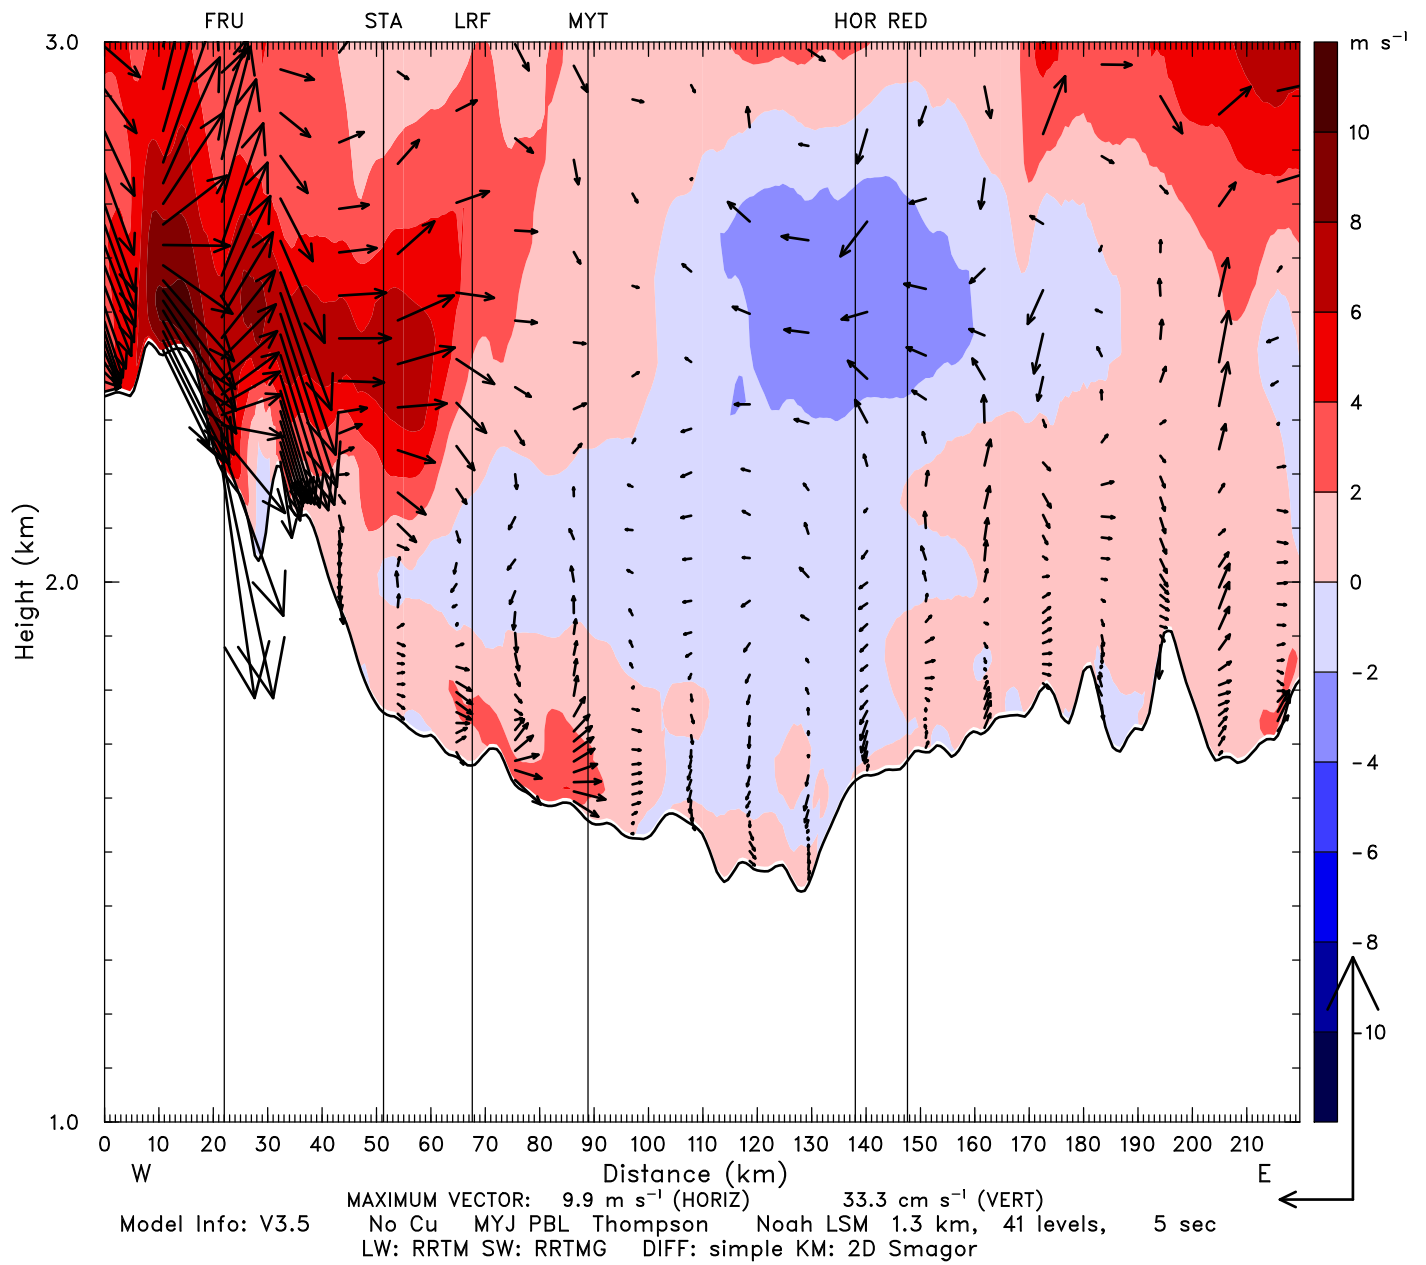 FRU STA LRF MYT HOR RED
3.0 m s⁻¹
10
8
6
4
2
2.0 0
-2
-4
-6
-8
-10
Height (km)
1.0
0 10 20 30 40 50 60 70 80 90 100 110 120 130 140 150 160 170 180 190 200 210
W Distance (km) E
MAXIMUM VECTOR: 9.9 m s⁻¹ (HORIZ) 33.3 cm s⁻¹ (VERT)
Model Info: V3.5 No Cu MYJ PBL Thompson Noah LSM 1.3 km, 41 levels, 5 sec
LW: RRTM SW: RRTMG DIFF: simple KM: 2D Smagor